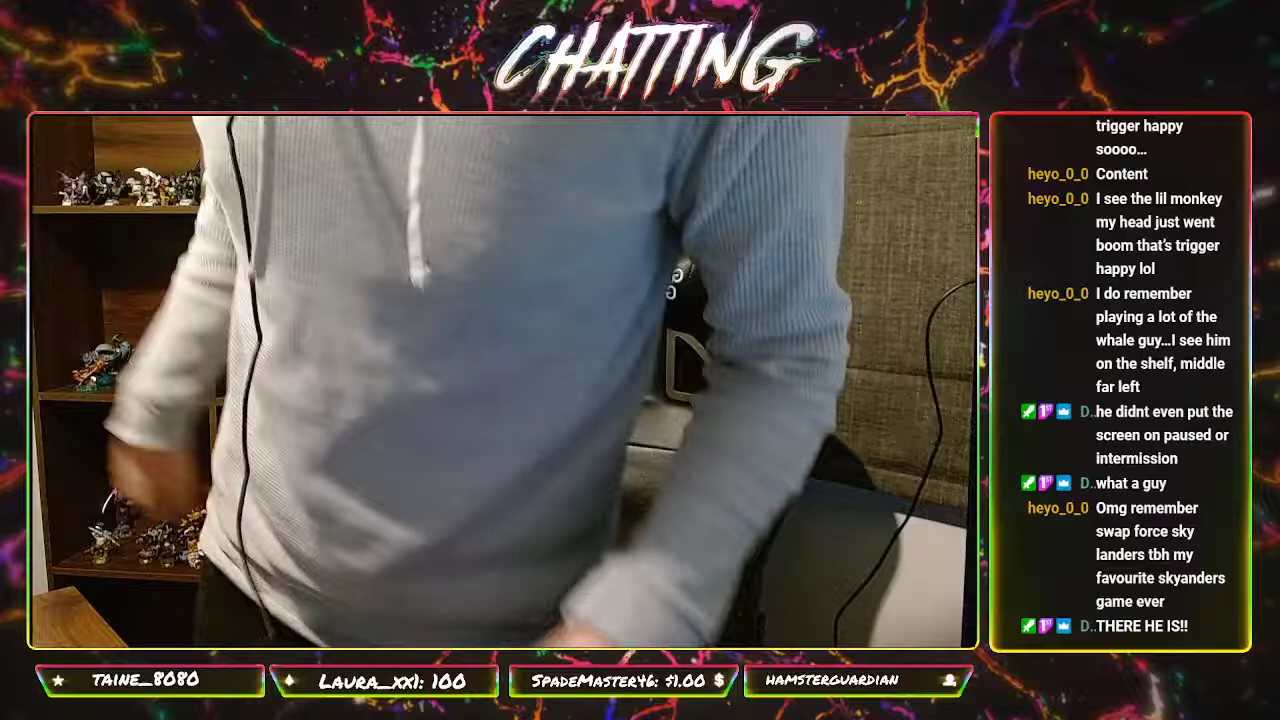 CHATTING
trigger happy
soooo...
heyo_0_0 Content
heyo_0_0 I see the lil monkey
my head just went
boom that's trigger
happy lol
heyo_0_0 I do remember
playing a lot of the
whale guy...I see him
on the shelf, middle
far left
D.. he didnt even put the
screen on paused or
intermission
D.. what a guy
heyo_0_0 Omg remember
swap force sky
landers tbh my
favourite skyanders
game ever
D.. THERE HE IS!!
TAINE_8080
LAURA_XX1: 100
SPADEMASTER46: $1.00 $
HAMSTERGUARDIAN